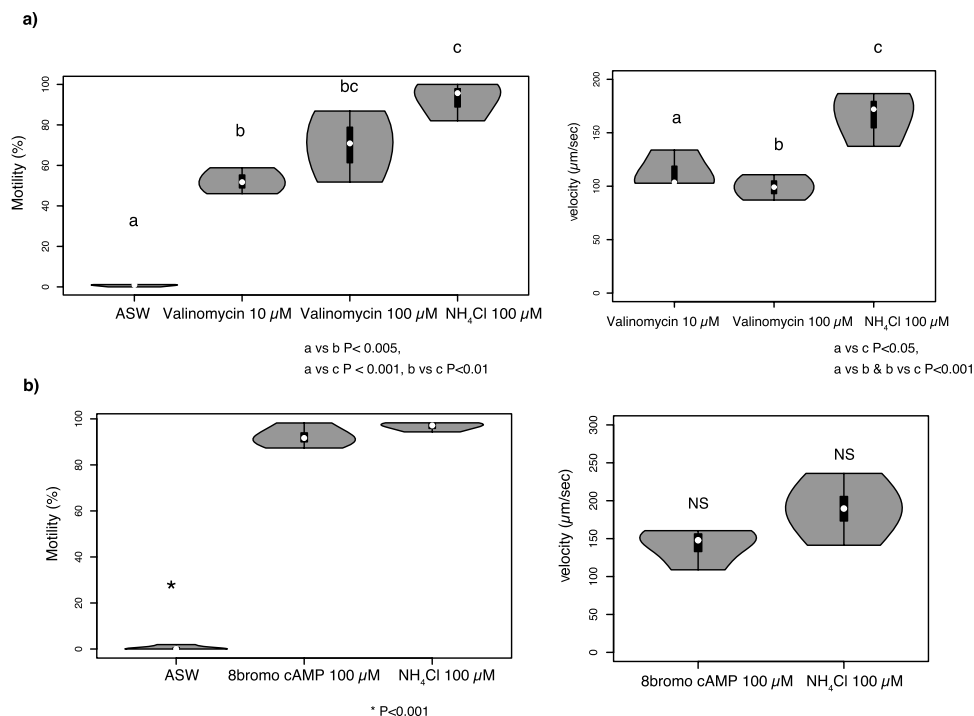 a)
c
c
bc
a
b
b
a
Motility (%)
0
20
40
60
80
100
ASW
Valinomycin 10 µM
Valinomycin 100 µM
NH4Cl 100 µM
velocity (µm/sec)
0
50
100
150
200
Valinomycin 10 µM
Valinomycin 100 µM
NH4Cl 100 µM
a vs b P< 0.005,
a vs c P < 0.001, b vs c P<0.01
a vs c P<0.05,
a vs b & b vs c P<0.001
b)
Motility (%)
0
20
40
60
80
100
*
ASW
8bromo cAMP 100 µM
NH4Cl 100 µM
* P<0.001
velocity (µm/sec)
0
50
100
150
200
250
300
NS
NS
8bromo cAMP 100 µM
NH4Cl 100 µM